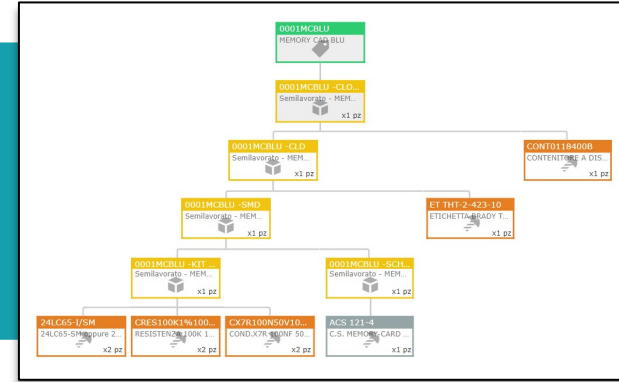 0001MCBLU
MEMORY CAD BLU
0001MCBLU -CLO...
Semilavorato - MEM...
x1 pz
0001MCBLU -CLD
Semilavorato - MEM...
x1 pz
CONT0118400B
CONTENITORE A DIS...
x1 pz
0001MCBLU -SMD
Semilavorato - MEM...
x1 pz
ET THT-2-423-10
ETICHETTA BRADY T...
x1 pz
0001MCBLU -KIT ...
Semilavorato - MEM...
x1 pz
0001MCBLU -SCH...
Semilavorato - MEM...
x1 pz
24LC65-I/SM
24LC65-SM oppure 2...
x2 pz
CRES100K1%100...
RESISTENZA 100K 1...
x2 pz
CX7R100N50V10...
COND.X7R 100NF 50...
x2 pz
ACS 121-4
C.S. MEMORY-CARD ...
x1 pz